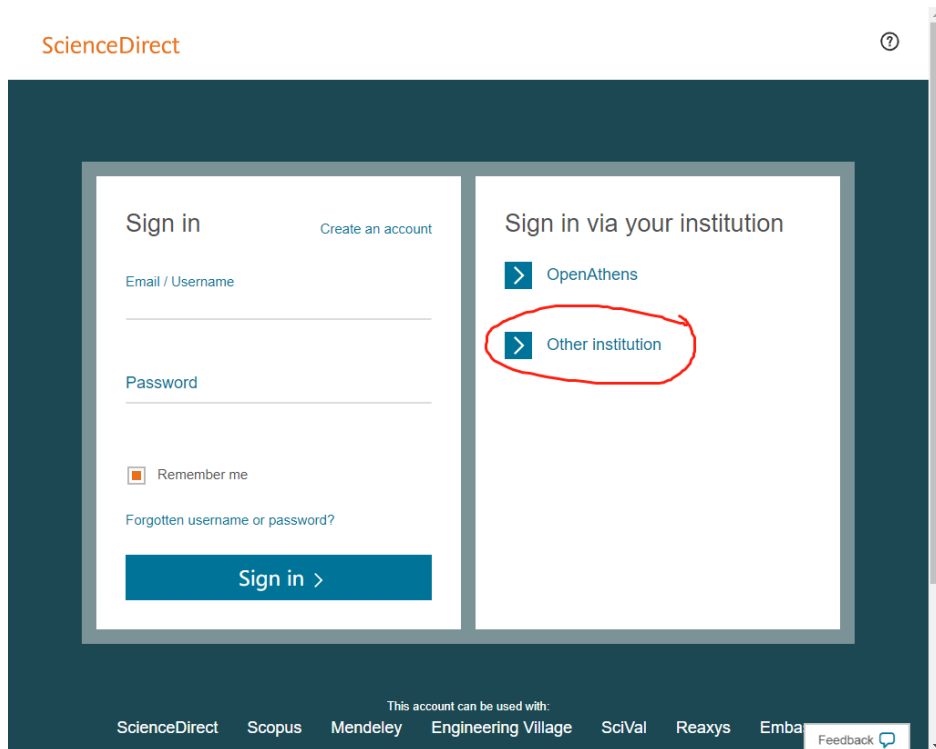 ScienceDirect
Sign in
Create an account
Email / Username
Password
Remember me
Forgotten username or password?
Sign in >
Sign in via your institution
OpenAthens
Other institution
This account can be used with:
ScienceDirect Scopus Mendeley Engineering Village SciVal Reaxys Emba
Feedback